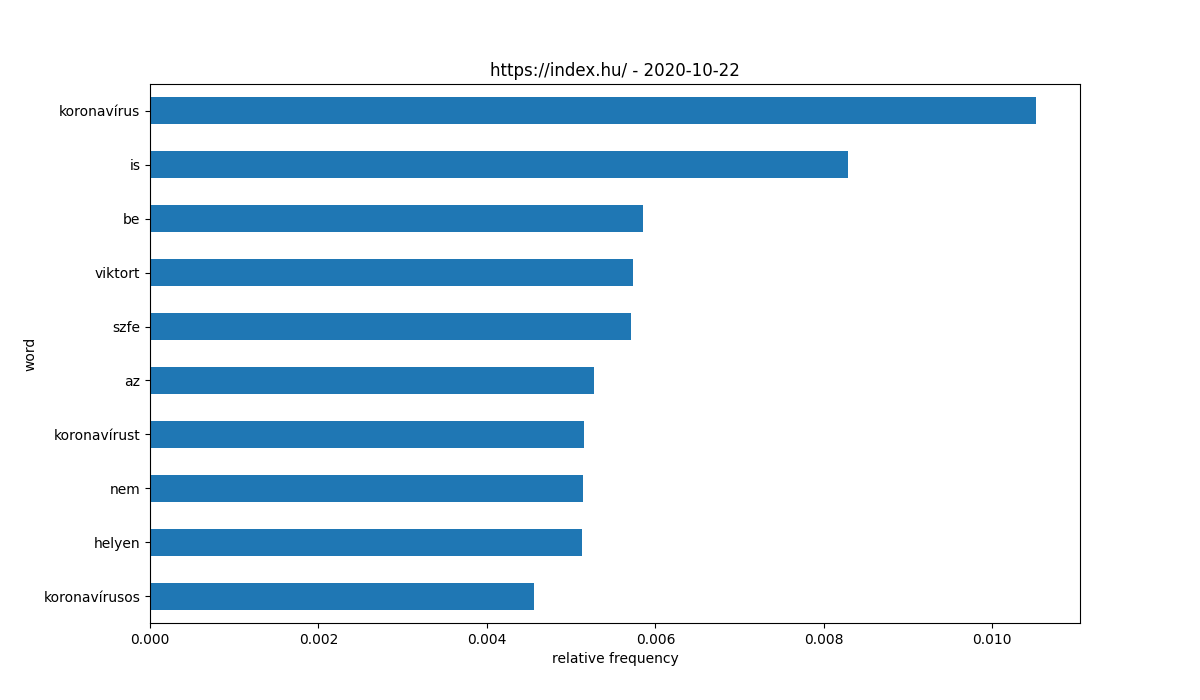 https://index.hu/ - 2020-10-22
koronavírus
is
be
viktort
szfe
az
koronavírust
nem
helyen
koronavírusos
word
0.000 0.002 0.004 0.006 0.008 0.010
relative frequency